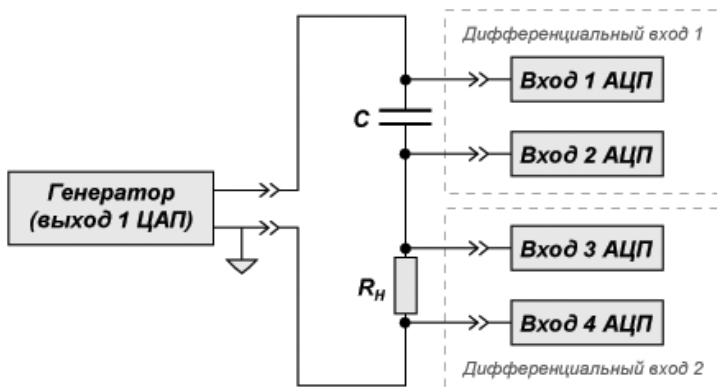 Дифференциальный вход 1
Вход 1 АЦП
C
Вход 2 АЦП
Генератор
(выход 1 ЦАП)
Вход 3 АЦП
RН
Вход 4 АЦП
Дифференциальный вход 2